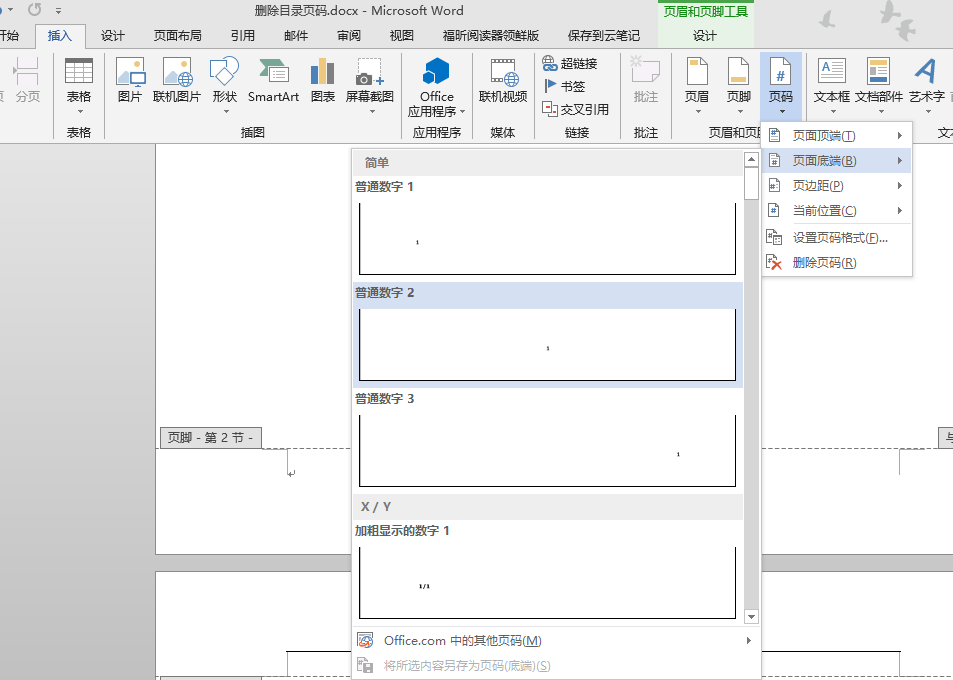 删除目录页码.docx - Microsoft Word
页眉和页脚工具
开始 插入 设计 页面布局 引用 邮件 审阅 视图 福昕阅读器领鲜版 保存到云笔记 设计
页 分页
表格
表格
图片 联机图片 形状 SmartArt 图表 屏幕截图
插图
Office
应用程序
应用程序
联机视频
媒体
超链接
书签
交叉引用
链接
批注
批注
页眉 页脚 页码
页眉和页脚
文本框 文档部件 艺术字
文
页面顶端(T)
页面底端(B)
页边距(P)
当前位置(C)
设置页码格式(F)...
删除页码(R)
简单
普通数字 1
1
普通数字 2
1
普通数字 3
1
X / Y
加粗显示的数字 1
1/1
Office.com 中的其他页码(M)
将所选内容另存为页码(底端)(S)
页脚 - 第 2 节 -
与